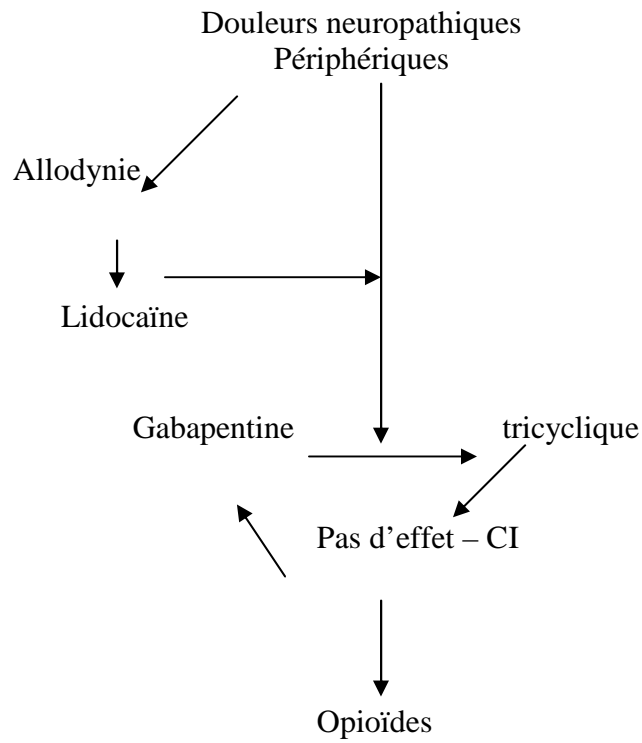 Douleurs neuropathiques
Périphériques
Allodynie
Lidocaïne
Gabapentine
tricyclique
Pas d’effet – CI
Opioïdes